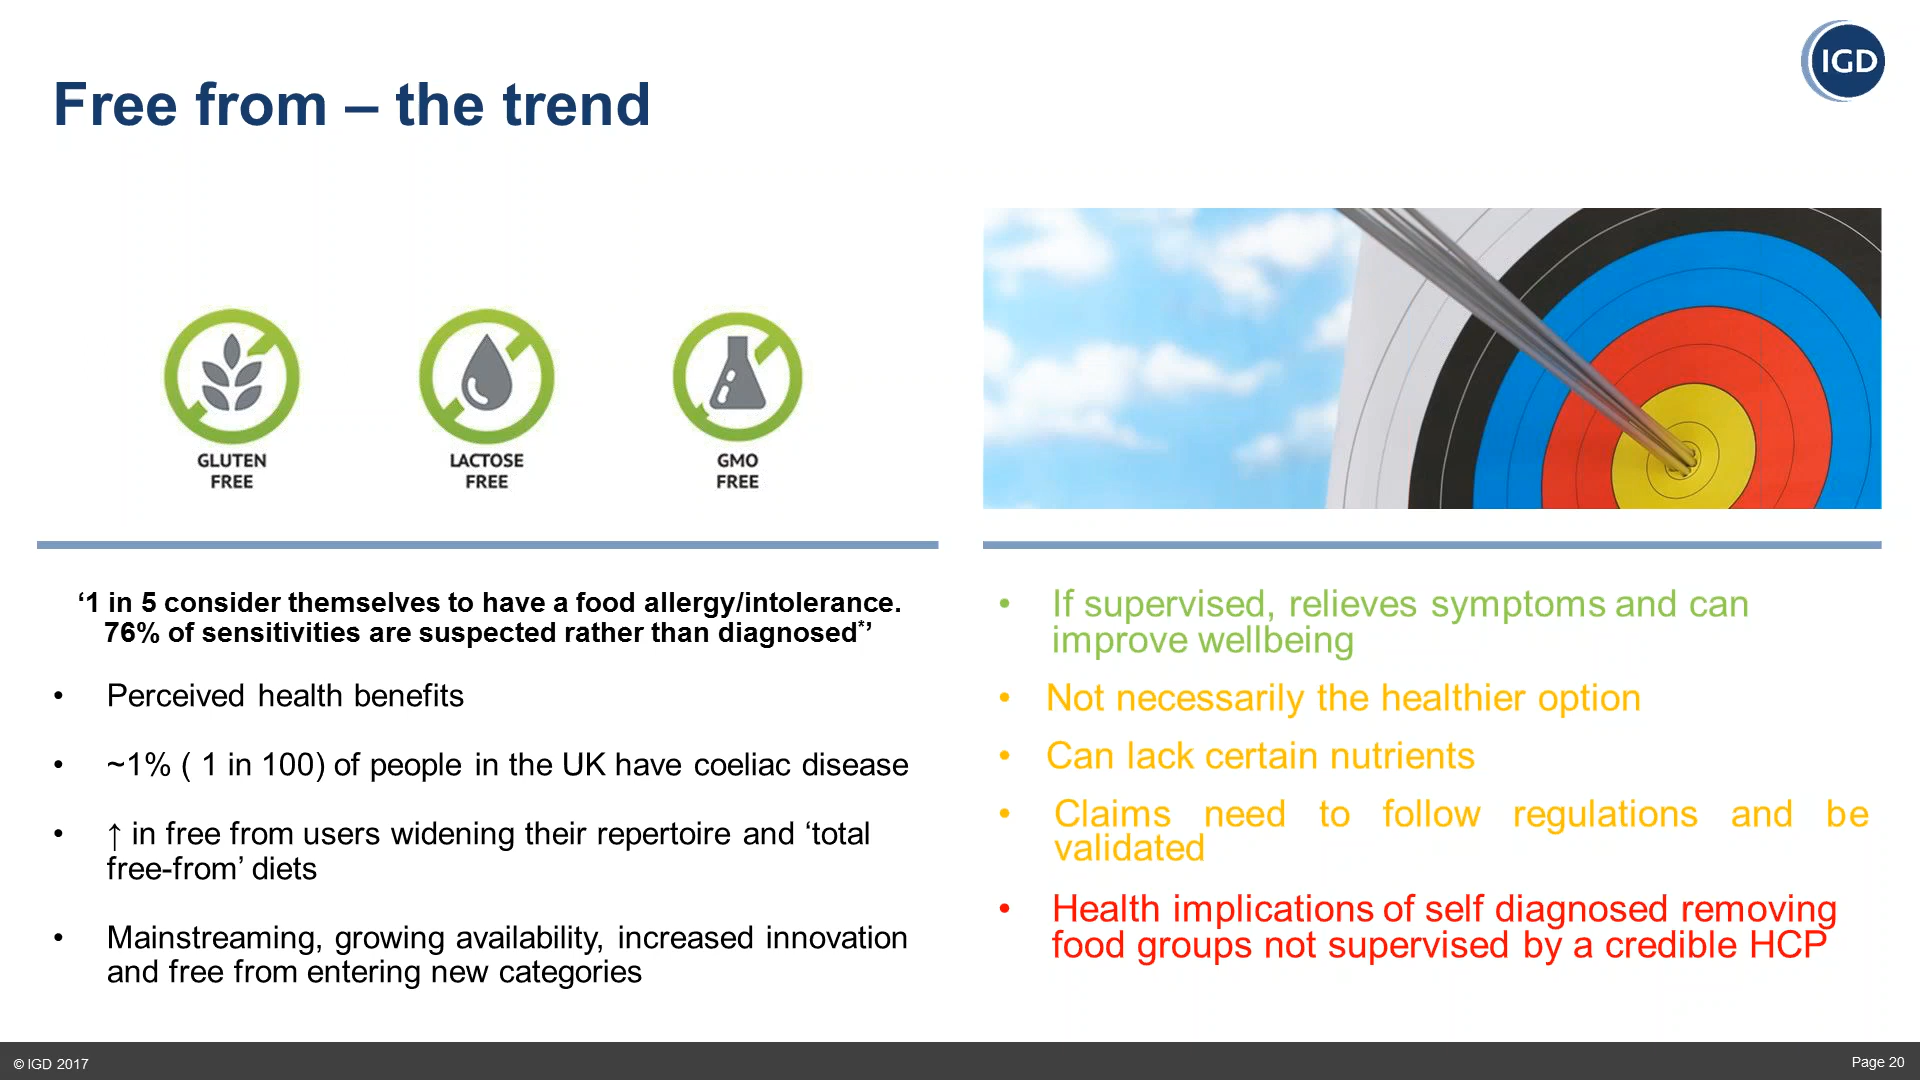 IGD
Free from – the trend
GLUTEN
FREE
LACTOSE
FREE
GMO
FREE
‘1 in 5 consider themselves to have a food allergy/intolerance.
76% of sensitivities are suspected rather than diagnosed*’
• Perceived health benefits
• ~1% ( 1 in 100) of people in the UK have coeliac disease
• ↑ in free from users widening their repertoire and ‘total
free-from’ diets
• Mainstreaming, growing availability, increased innovation
and free from entering new categories
• If supervised, relieves symptoms and can
improve wellbeing
• Not necessarily the healthier option
• Can lack certain nutrients
• Claims need to follow regulations and be
validated
• Health implications of self diagnosed removing
food groups not supervised by a credible HCP
© IGD 2017
Page 20